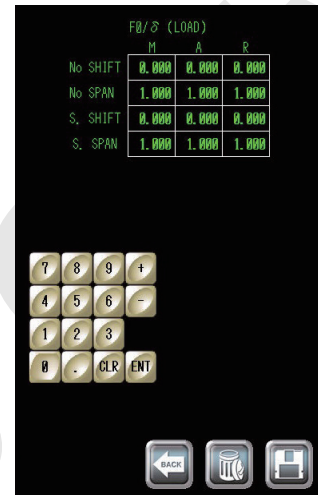 F0/δ (LOAD)
M A R
No SHIFT 0.000 0.000 0.000
No SPAN 1.000 1.000 1.000
S. SHIFT 0.000 0.000 0.000
S. SPAN 1.000 1.000 1.000
7 8 9 +
4 5 6 -
1 2 3
0 . CLR ENT
BACK